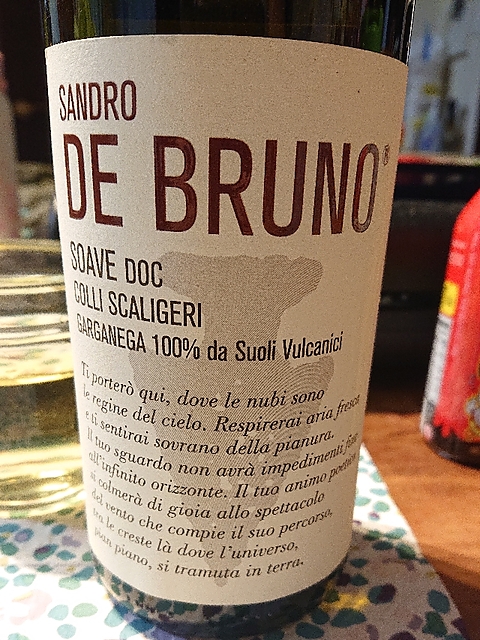 SANDRO
DE BRUNO®
SOAVE DOC
COLLI SCALIGERI
GARGANEGA 100% da Suoli Vulcanici
Ti porterò qui, dove le nubi sono
le regine del cielo. Respirerai aria fresca
e ti sentirai sovrano della pianura.
Il tuo sguardo non avrà impedimenti fino
all'infinito orizzonte. Il tuo animo poetico
si colmerà di gioia allo spettacolo
del vento che compie il suo percorso,
tra le creste là dove l'universo,
pian piano, si tramuta in terra.